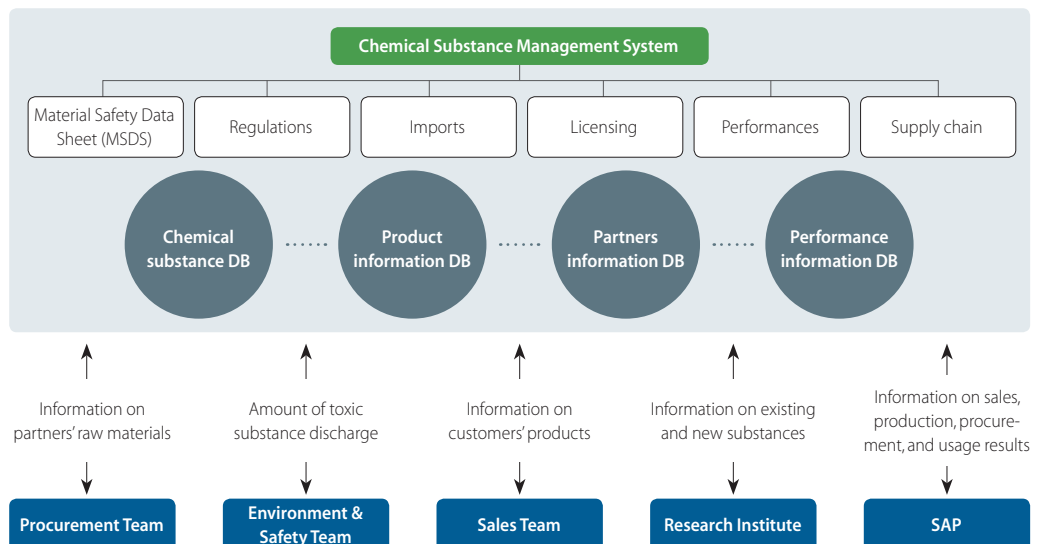 Chemical Substance Management System
Material Safety Data
Sheet (MSDS)
Regulations
Imports
Licensing
Performances
Supply chain
Chemical
substance DB
Product
information DB
Partners
information DB
Performance
information DB
Information on
partners' raw materials
Amount of toxic
substance discharge
Information on
customers' products
Information on existing
and new substances
Information on sales,
production, procure-
ment, and usage results
Procurement Team
Environment &
Safety Team
Sales Team
Research Institute
SAP